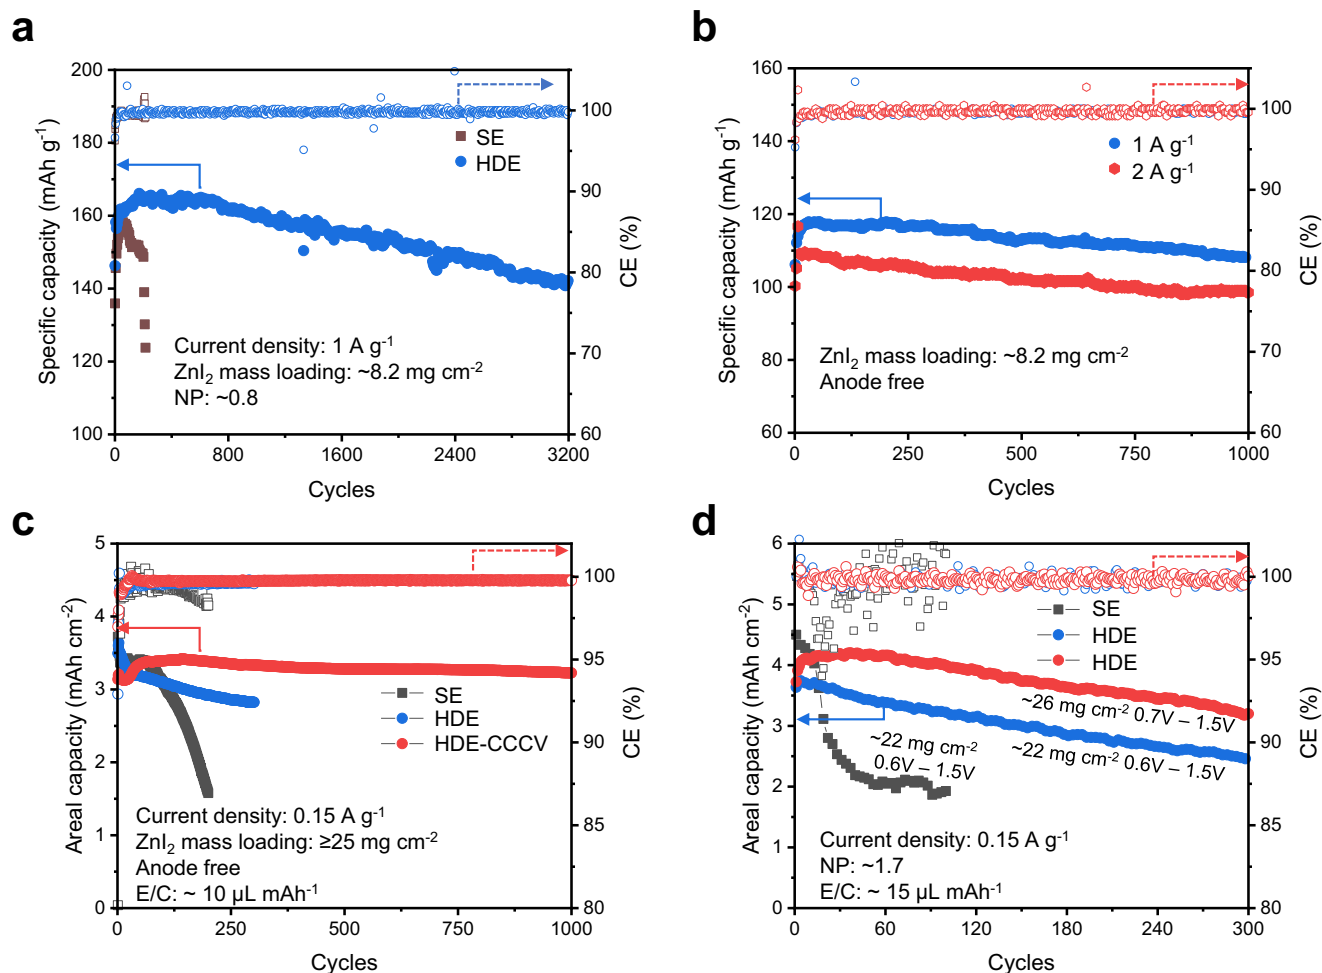 a
200
180
160
140
120
100
Specific capacity (mAh g⁻¹)
100
90
80
70
60
CE (%)
SE
HDE
Current density: 1 A g⁻¹
ZnI₂ mass loading: ~8.2 mg cm⁻²
NP: ~0.8
0
800
1600
2400
3200
Cycles
b
160
140
120
100
80
60
Specific capacity (mAh g⁻¹)
100
90
80
70
60
CE (%)
1 A g⁻¹
2 A g⁻¹
ZnI₂ mass loading: ~8.2 mg cm⁻²
Anode free
0
250
500
750
1000
Cycles
c
5
4
3
2
1
0
Areal capacity (mAh cm⁻²)
100
95
90
85
80
CE (%)
SE
HDE
HDE-CCCV
Current density: 0.15 A g⁻¹
ZnI₂ mass loading: ≥25 mg cm⁻²
Anode free
E/C: ~ 10 µL mAh⁻¹
0
250
500
750
1000
Cycles
d
6
5
4
3
2
1
0
Areal capacity (mAh cm⁻²)
100
95
90
85
80
CE (%)
SE
HDE
HDE
~26 mg cm⁻² 0.7V – 1.5V
~22 mg cm⁻²
0.6V – 1.5V
~22 mg cm⁻² 0.6V – 1.5V
Current density: 0.15 A g⁻¹
NP: ~1.7
E/C: ~ 15 µL mAh⁻¹
0
60
120
180
240
300
Cycles